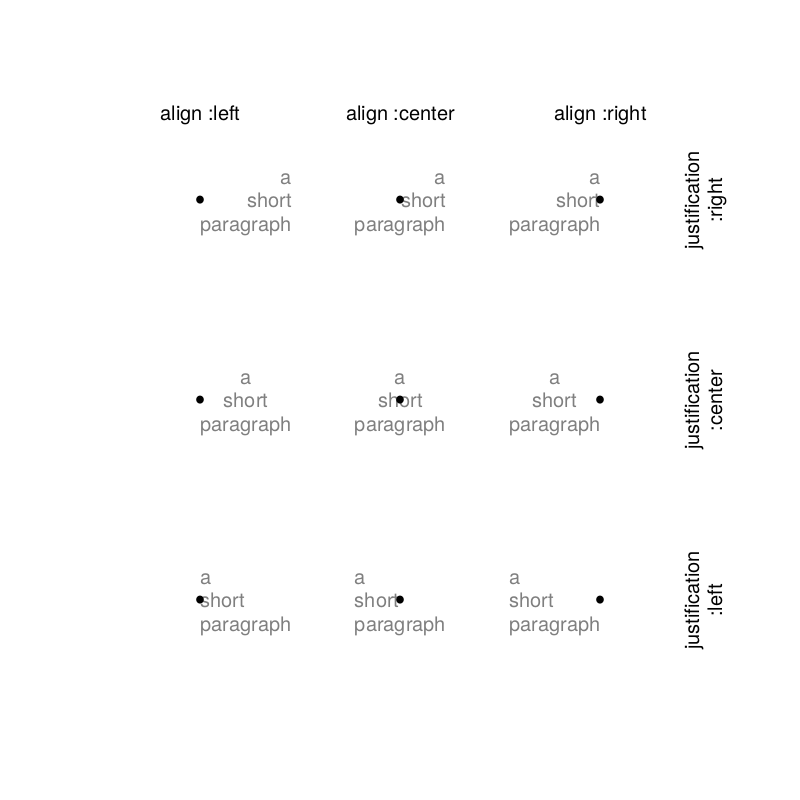 align :left align :center align :right
a a a
short short short
paragraph paragraph paragraph
justification
:right
a a a
short short short
paragraph paragraph paragraph
justification
:center
a a a
short short short
paragraph paragraph paragraph
justification
:left